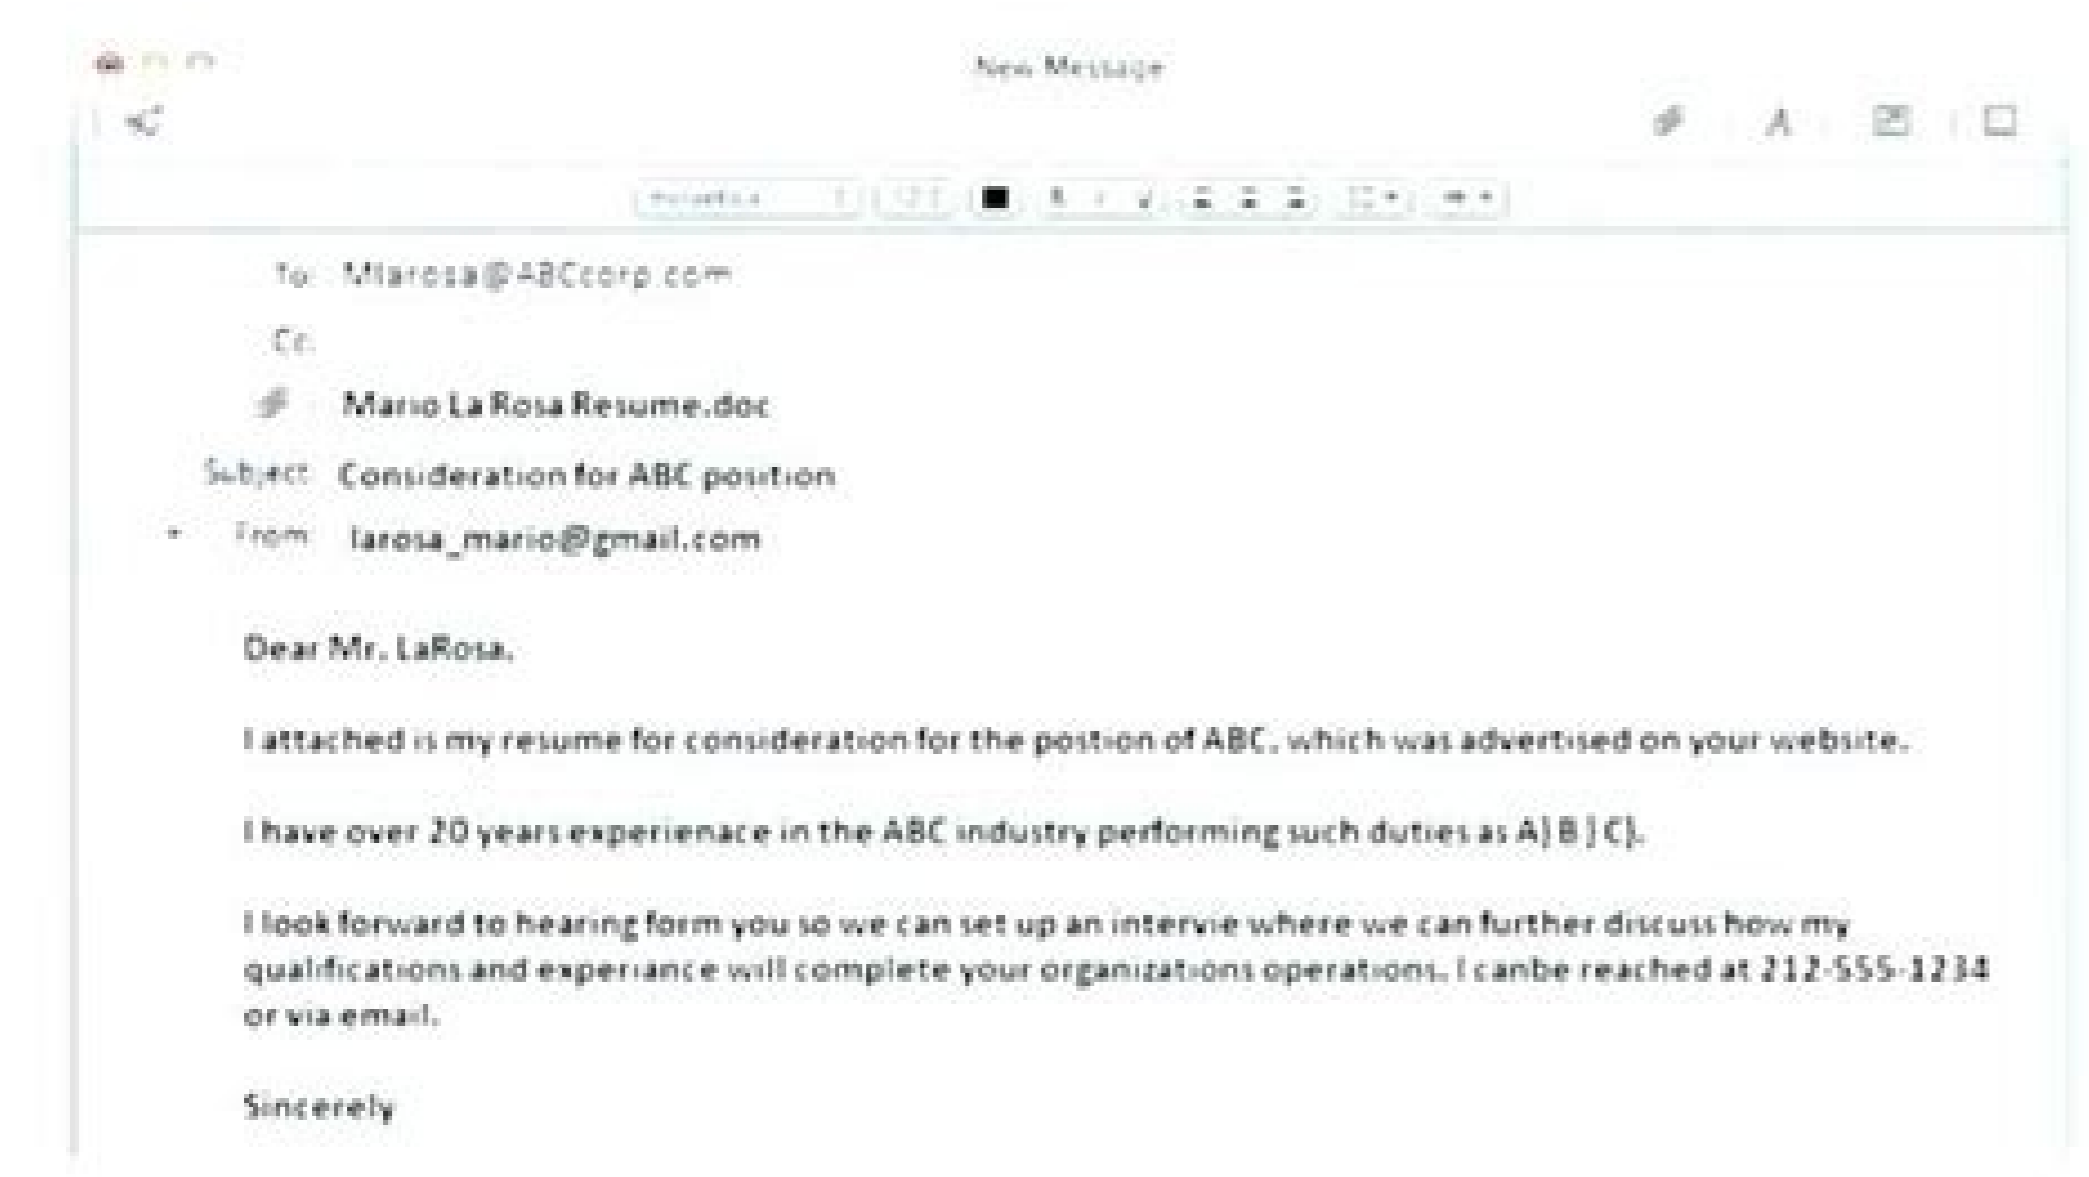 New Message
Helvetica 12
To: Mlarosa@ABCcorp.com
Cc:
Mario La Rosa Resume.doc
Subject: Consideration for ABC position
From: larosa_mario@gmail.com
Dear Mr. LaRosa,
I attached is my resume for consideration for the postion of ABC, which was advertised on your website.
I have over 20 years experienace in the ABC industry performing such duties as A) B ) C).
I look forward to hearing form you so we can set up an intervie where we can further discuss how my
qualifications and experiance will complete your organizations operations. I canbe reached at 212-555-1234
or via email.
Sincerely